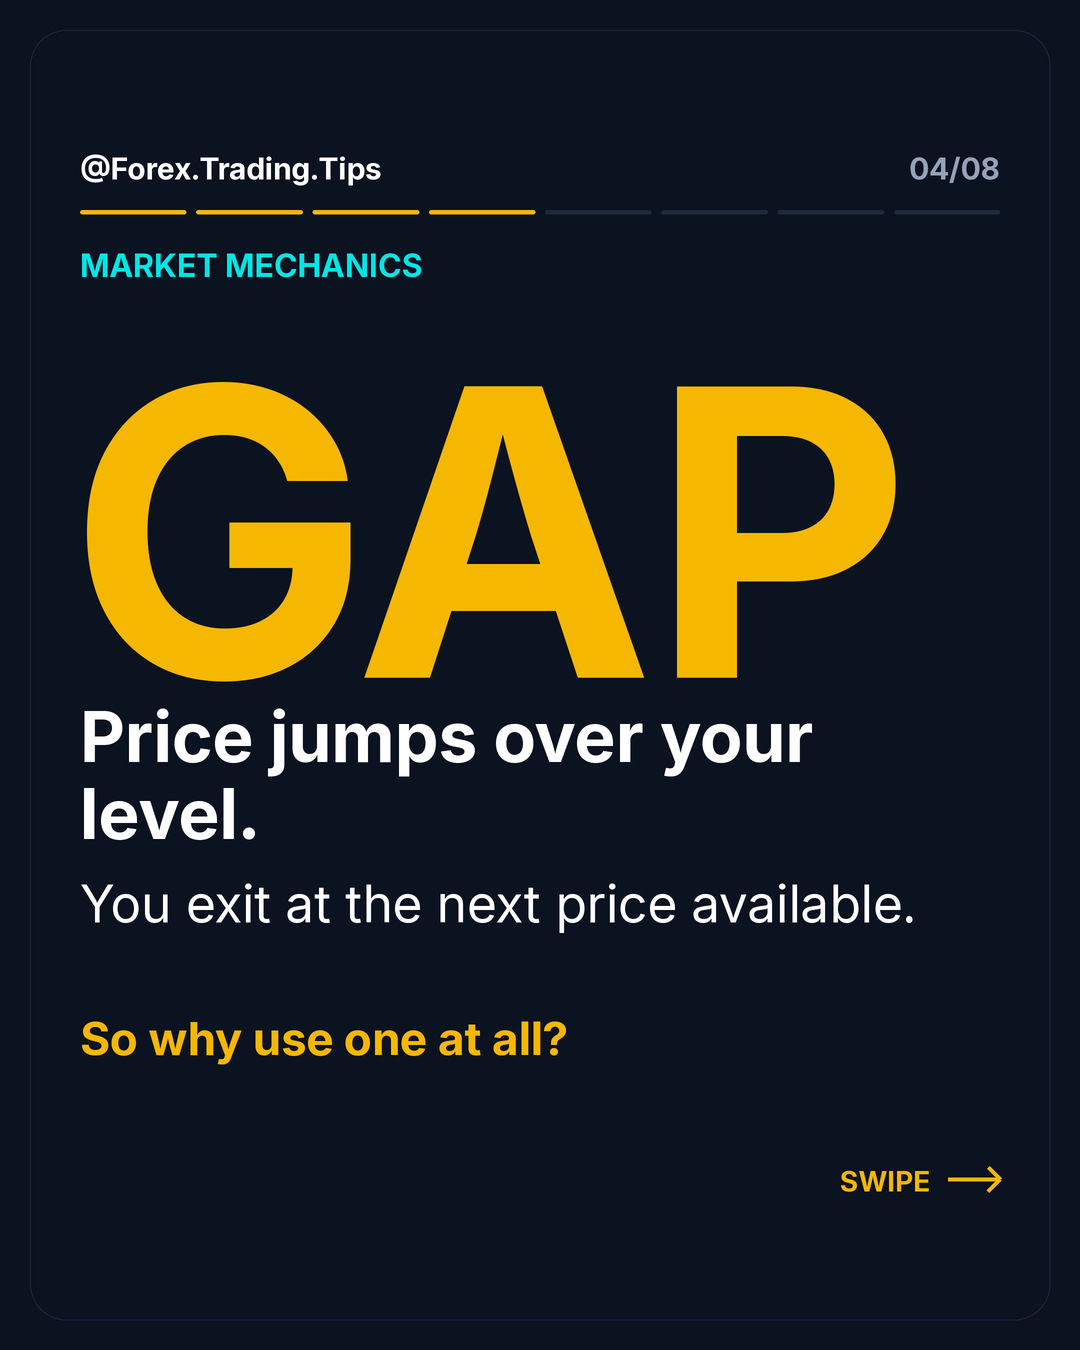 @Forex.Trading.Tips
04/08
MARKET MECHANICS
GAP
Price jumps over your
level.
You exit at the next price available.
So why use one at all?
SWIPE